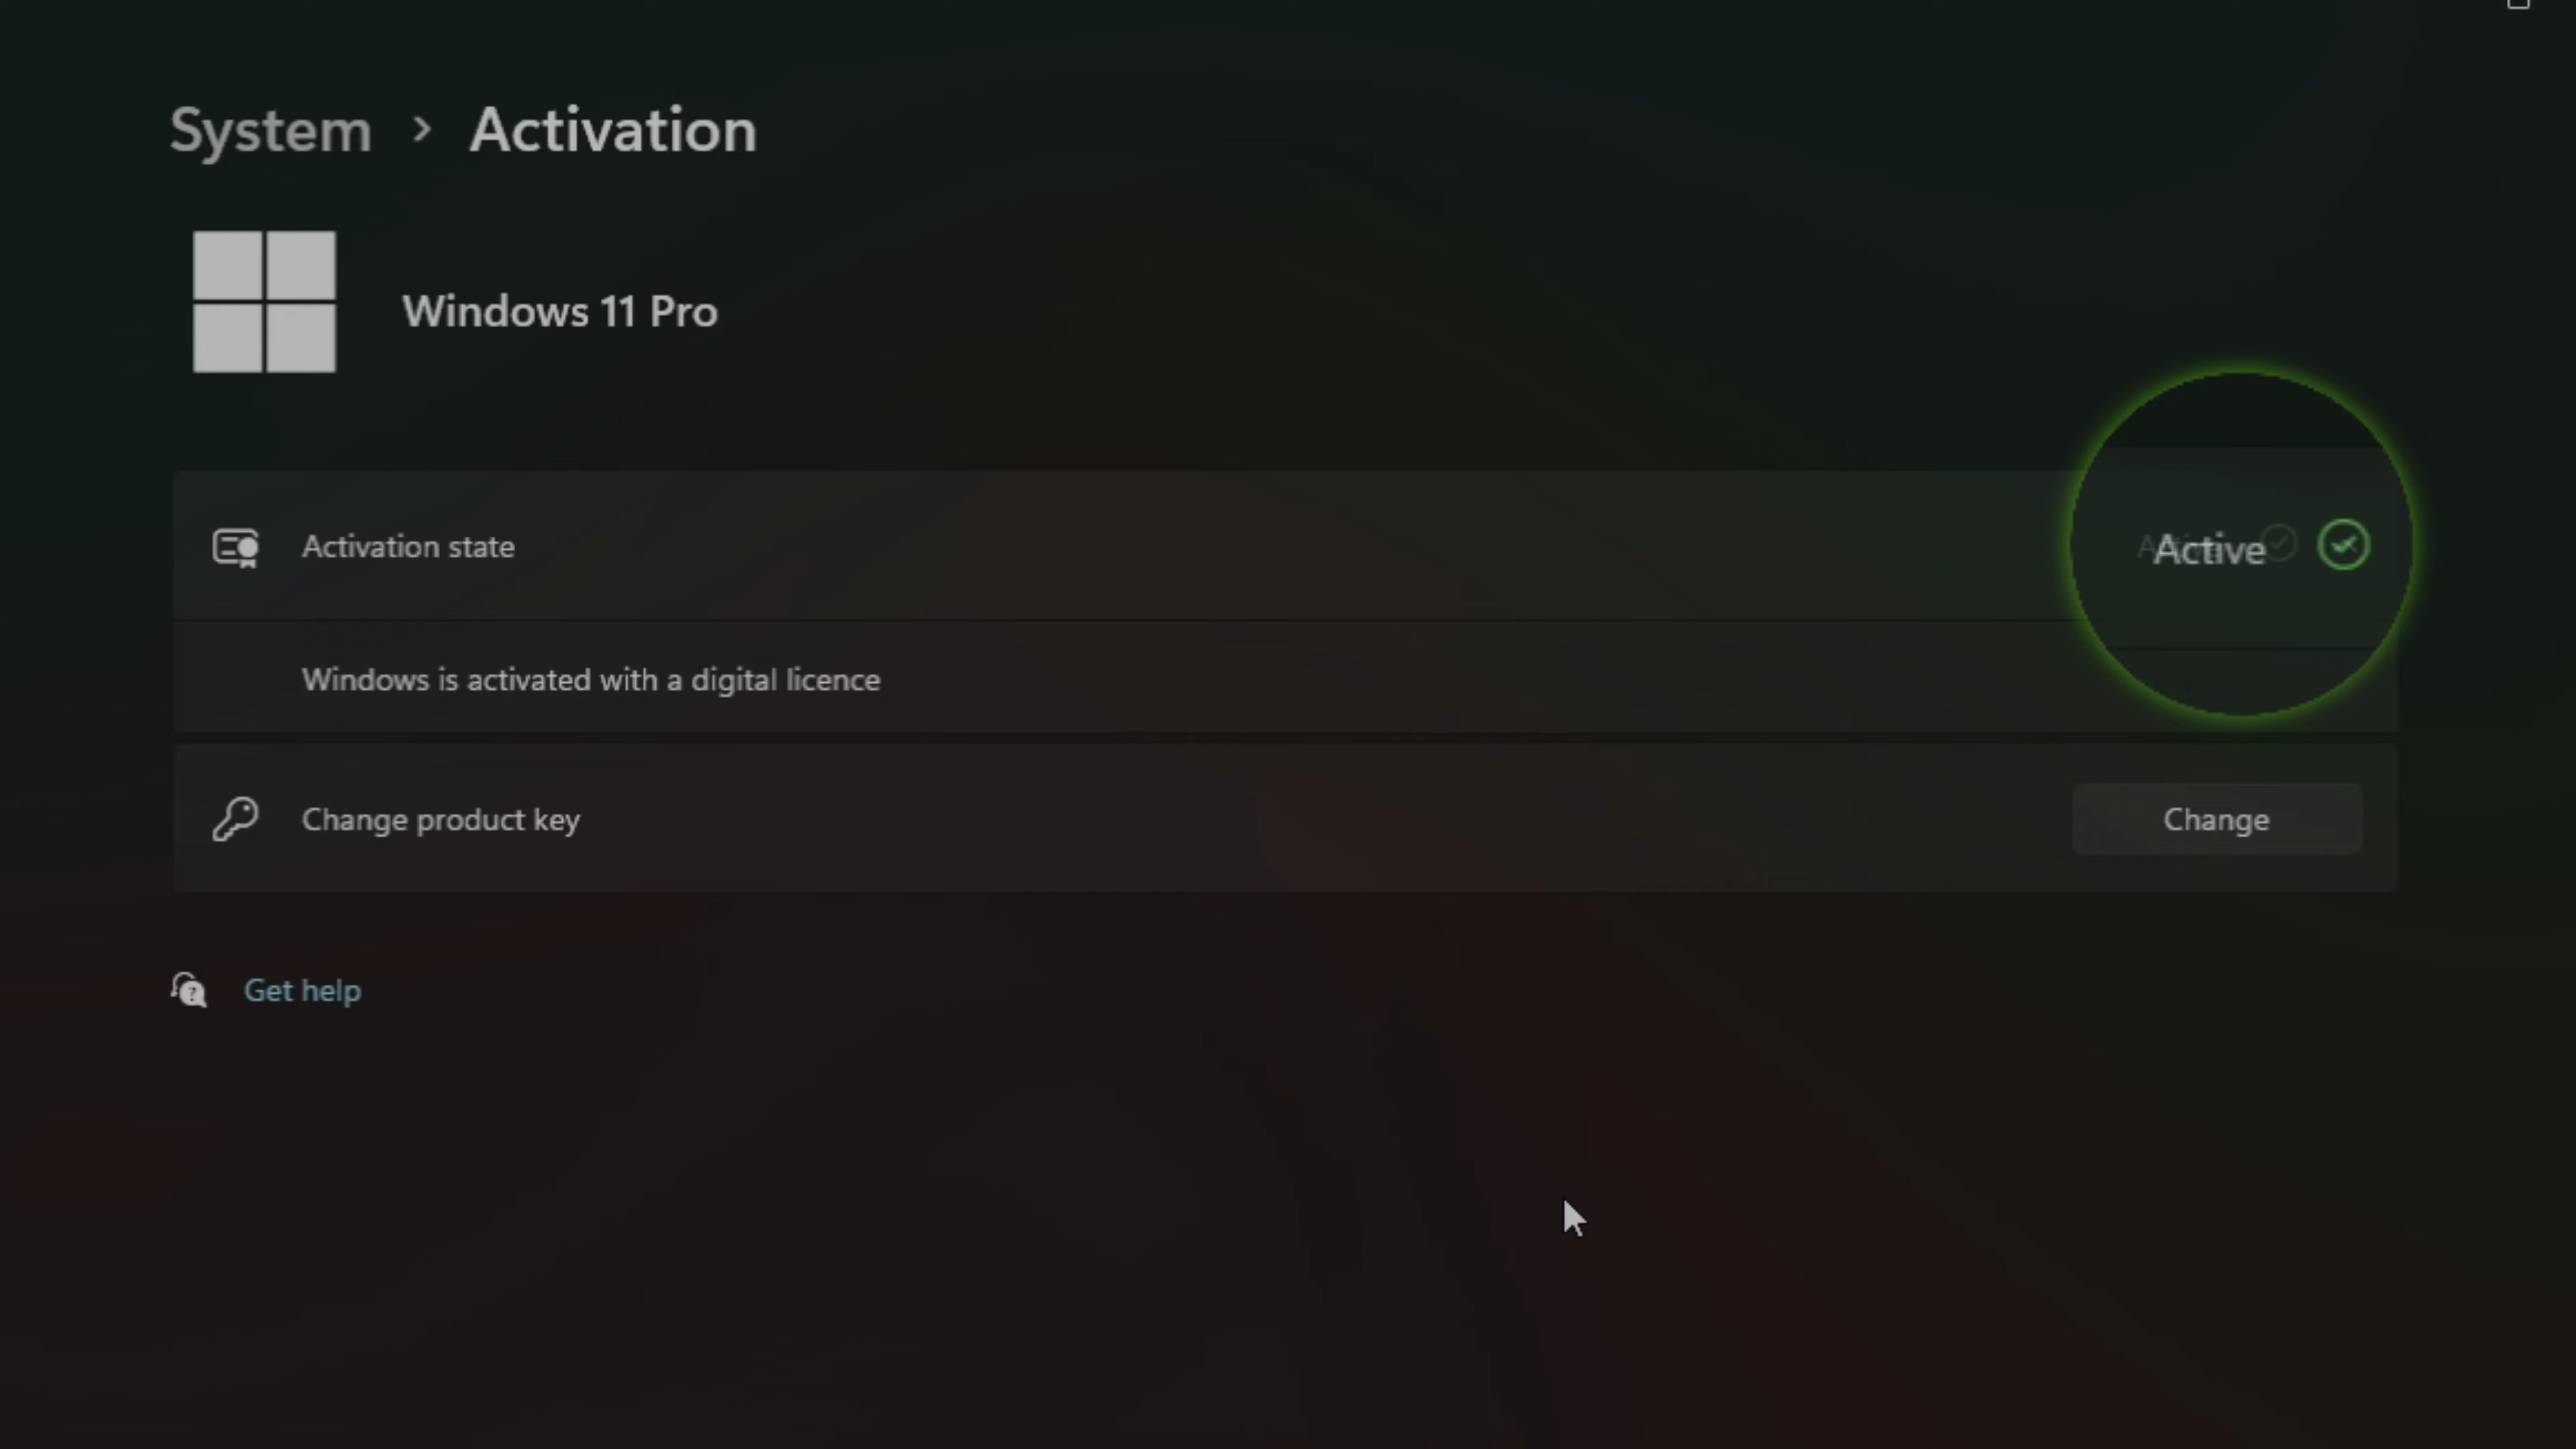 System > Activation
Windows 11 Pro
Activation state
Active
Windows is activated with a digital licence
Change product key
Change
Get help